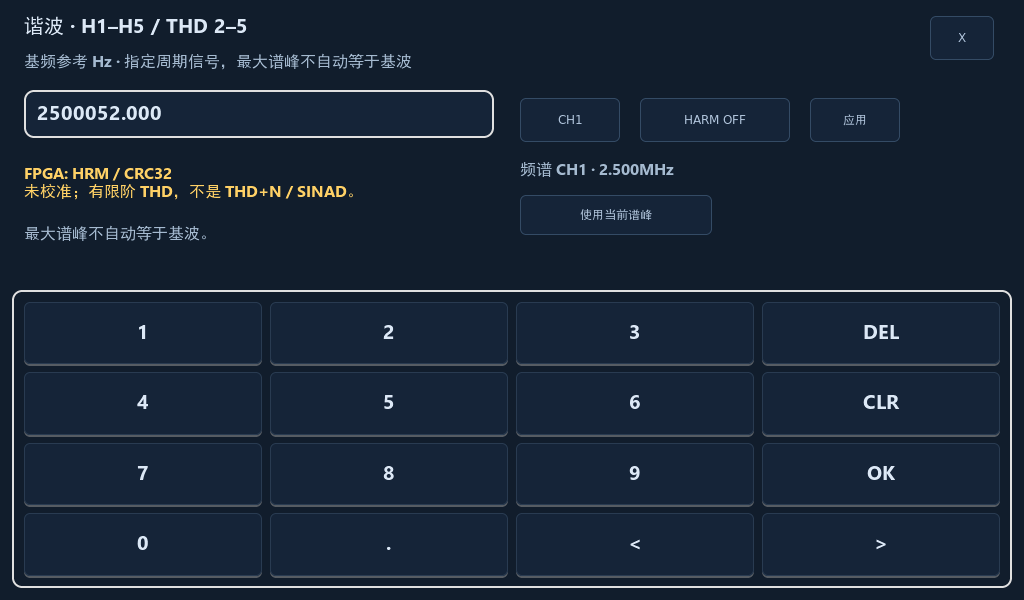 谐波 · H1–H5 / THD 2–5
X
基频参考 Hz · 指定周期信号，最大谱峰不自动等于基波
2500052.000
CH1
HARM OFF
应用
FPGA: HRM / CRC32
未校准；有限阶 THD，不是 THD+N / SINAD。
频谱 CH1 · 2.500MHz
使用当前谱峰
最大谱峰不自动等于基波。
1
2
3
DEL
4
5
6
CLR
7
8
9
OK
0
.
<
>